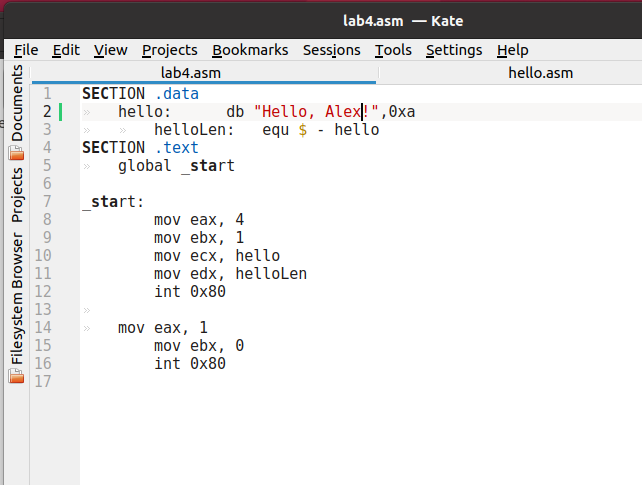 lab4.asm — Kate
File Edit View Projects Bookmarks Sessions Tools Settings Help
lab4.asm hello.asm
Documents
Projects
Filesystem Browser
1 SECTION .data
2 » hello: db "Hello, Alex!",0xa
3 » » helloLen: equ $ - hello
4 SECTION .text
5 » global _start
6
7 _start:
8 mov eax, 4
9 mov ebx, 1
10 mov ecx, hello
11 mov edx, helloLen
12 int 0x80
13 »
14 » mov eax, 1
15 mov ebx, 0
16 int 0x80
17